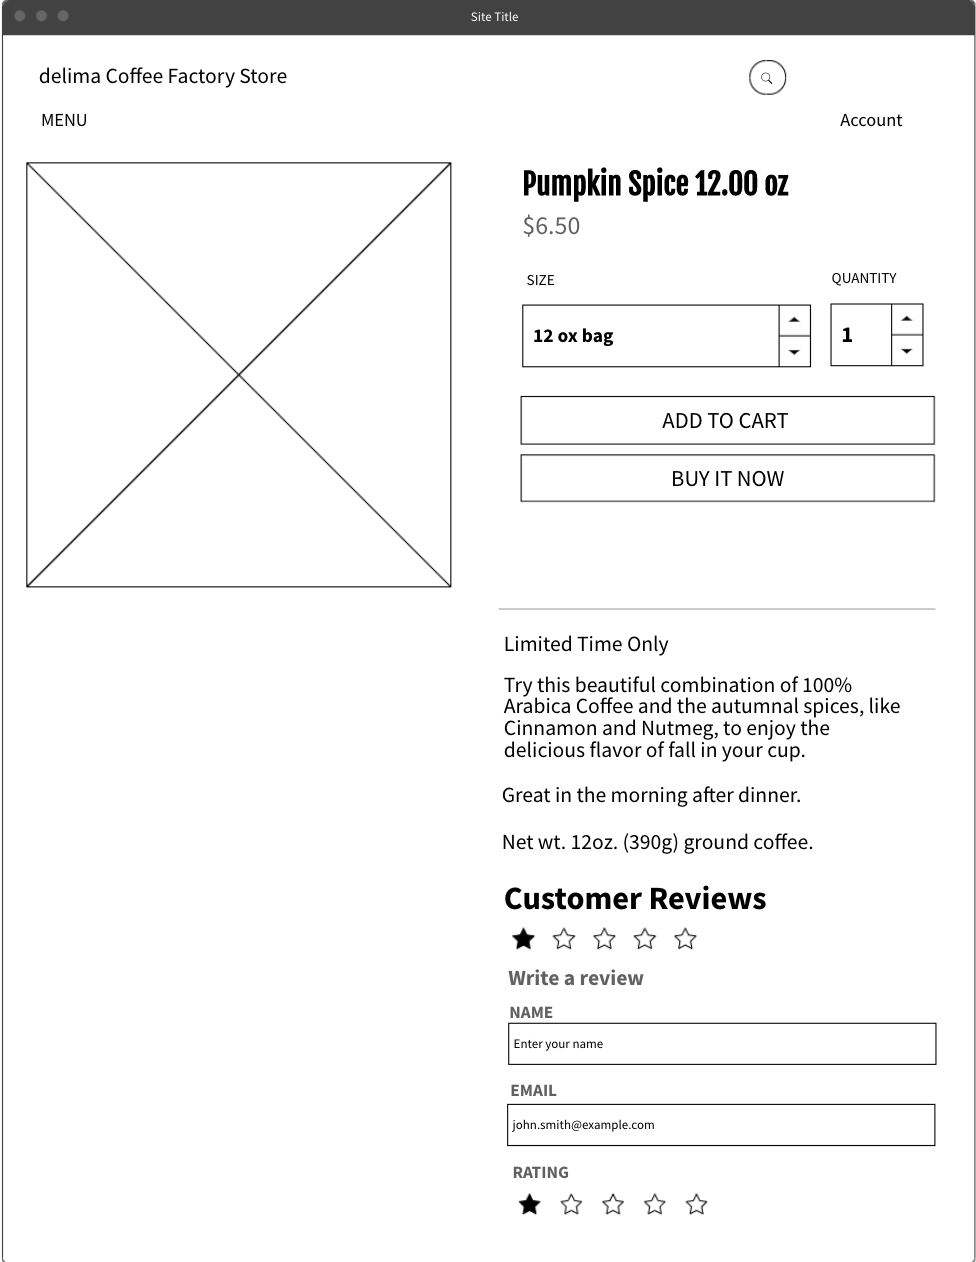 Site Title
delima Coffee Factory Store
MENU
Account
Pumpkin Spice 12.00 oz
$6.50
SIZE
QUANTITY
12 ox bag
1
ADD TO CART
BUY IT NOW
Limited Time Only
Try this beautiful combination of 100%
Arabica Coffee and the autumnal spices, like
Cinnamon and Nutmeg, to enjoy the
delicious flavor of fall in your cup.
Great in the morning after dinner.
Net wt. 12oz. (390g) ground coffee.
Customer Reviews
Write a review
NAME
Enter your name
EMAIL
john.smith@example.com
RATING